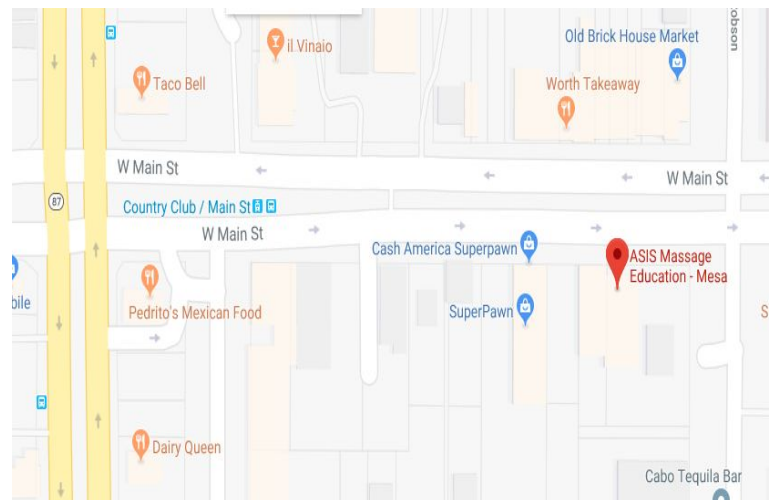 obson
Old Brick House Market
il Vinaio
Taco Bell
Worth Takeaway
W Main St
W Main St
87
Country Club / Main St
W Main St
Cash America Superpawn
ASIS Massage
Education - Mesa
bile
Pedrito's Mexican Food
SuperPawn
S
Dairy Queen
Cabo Tequila Bar